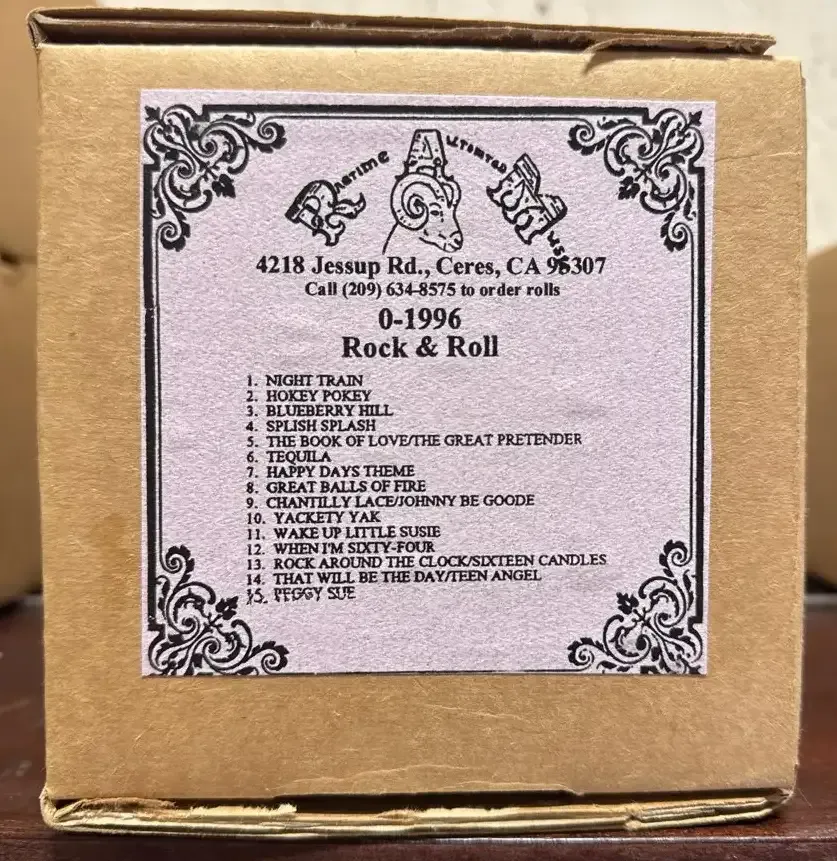 RAGTIME AUTOMATED MUSIC
4218 Jessup Rd., Ceres, CA 95307
Call (209) 634-8575 to order rolls
0-1996
Rock & Roll
1. NIGHT TRAIN
2. HOKEY POKEY
3. BLUEBERRY HILL
4. SPLISH SPLASH
5. THE BOOK OF LOVE/THE GREAT PRETENDER
6. TEQUILA
7. HAPPY DAYS THEME
8. GREAT BALLS OF FIRE
9. CHANTILLY LACE/JOHNNY BE GOODE
10. YACKETY YAK
11. WAKE UP LITTLE SUSIE
12. WHEN I'M SIXTY-FOUR
13. ROCK AROUND THE CLOCK/SIXTEEN CANDLES
14. THAT WILL BE THE DAY/TEEN ANGEL
15. PEGGY SUE